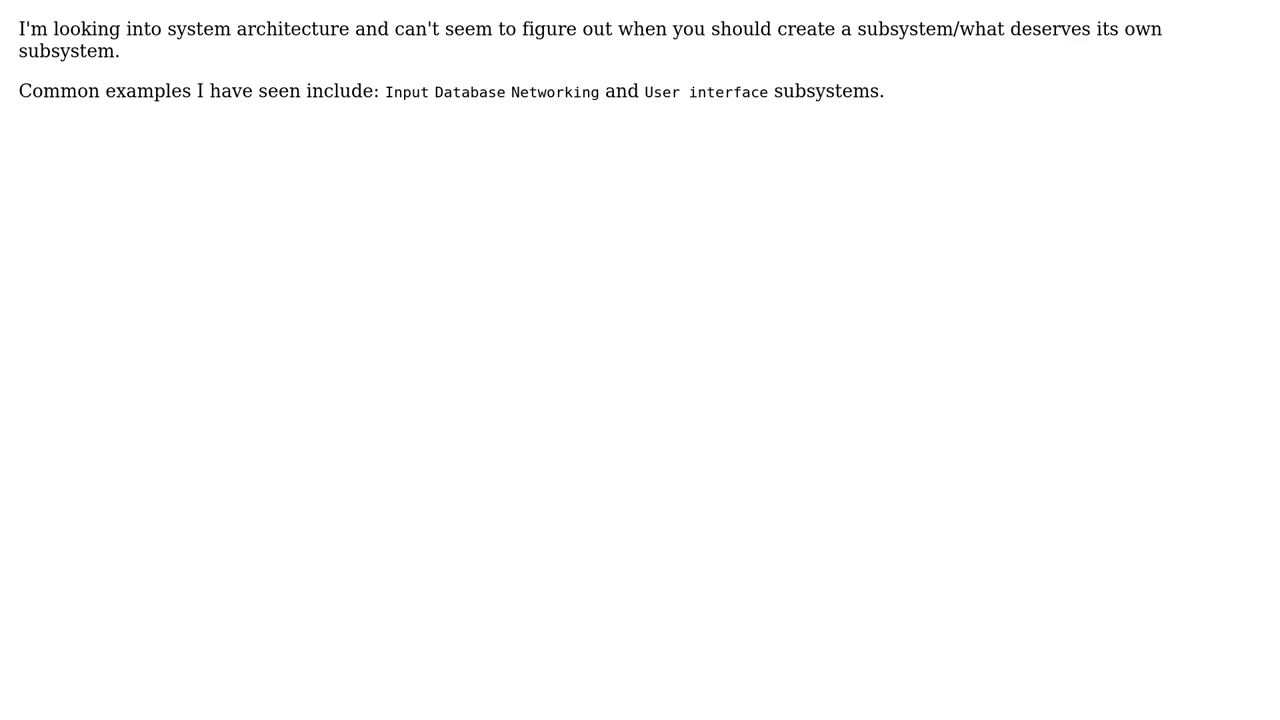 I'm looking into system architecture and can't seem to figure out when you should create a subsystem/what deserves its own
subsystem.
Common examples I have seen include: Input Database Networking and User interface subsystems.